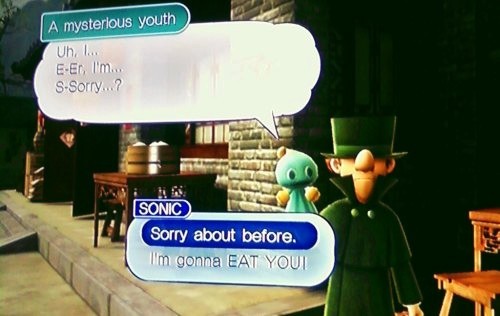 A mysterious youth
Uh, I...
E-Er, I'm...
S-Sorry...?
SONIC
Sorry about before.
I'm gonna EAT YOU!